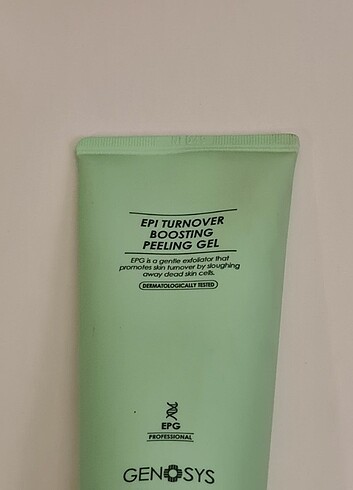 EPI TURNOVER
BOOSTING
PEELING GEL
EPG is a gentle exfoliator that
promotes skin turnover by sloughing
away dead skin cells.
DERMATOLOGICALLY TESTED
EPG
PROFESSIONAL
GENOSYS